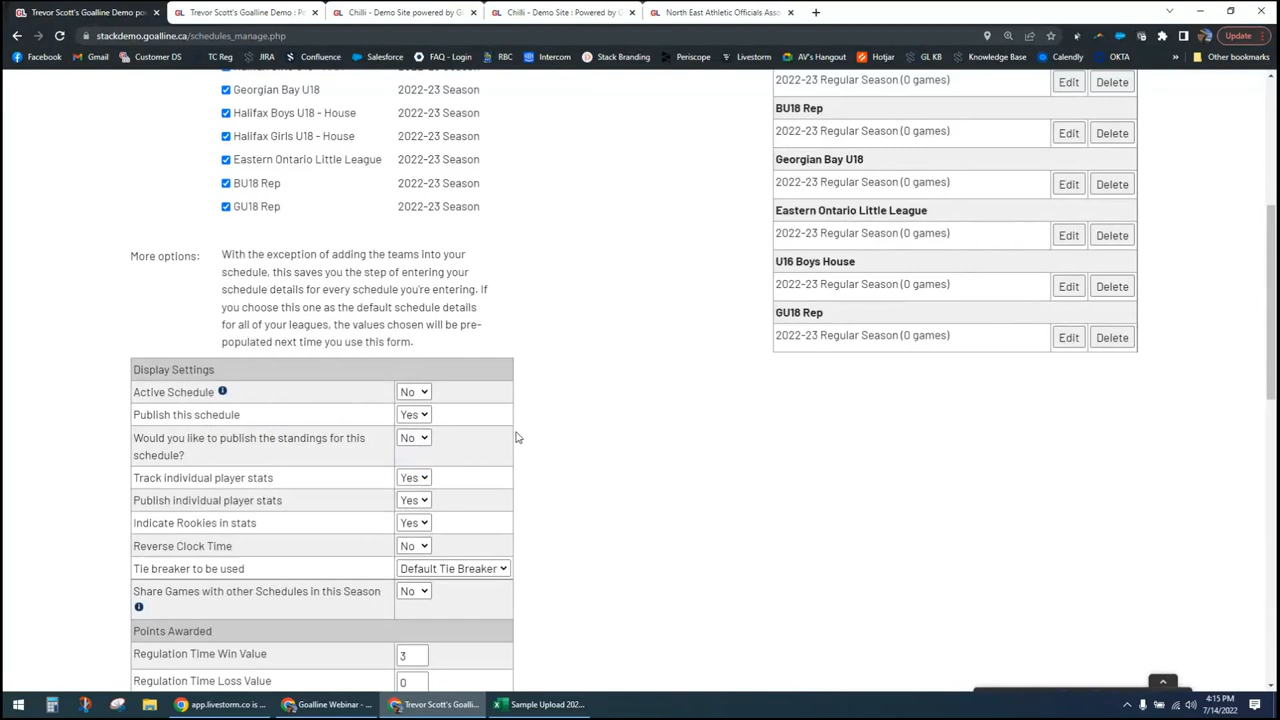 GL Trevor Scott's Goalline Demo pow
GL Trevor Scott's Goalline Demo : Po
GL Chilli - Demo Site powered by G
GL Chilli - Demo Site : Powered by G
GL North East Athletic Officials Asso
stackdemo.goalline.ca/schedules_manage.php
Update
Facebook Gmail Customer DS TC Reg JIRA Confluence Salesforce FAQ - Login RBC Intercom Stack Branding Periscope Livestorm AV's Hangout Hotjar GL KB Knowledge Base Calendly OKTA » Other bookmarks
Georgian Bay U18 2022-23 Season
Halifax Boys U18 - House 2022-23 Season
Halifax Girls U18 - House 2022-23 Season
Eastern Ontario Little League 2022-23 Season
BU18 Rep 2022-23 Season
GU18 Rep 2022-23 Season
2022-23 Regular Season (0 games) Edit Delete
BU18 Rep
2022-23 Regular Season (0 games) Edit Delete
Georgian Bay U18
2022-23 Regular Season (0 games) Edit Delete
Eastern Ontario Little League
2022-23 Regular Season (0 games) Edit Delete
U16 Boys House
2022-23 Regular Season (0 games) Edit Delete
GU18 Rep
2022-23 Regular Season (0 games) Edit Delete
More options: With the exception of adding the teams into your
schedule, this saves you the step of entering your
schedule details for every schedule you're entering. If
you choose this one as the default schedule details
for all of your leagues, the values chosen will be pre-
populated next time you use this form.
Display Settings
Active Schedule No
Publish this schedule Yes
Would you like to publish the standings for this No
schedule?
Track individual player stats Yes
Publish individual player stats Yes
Indicate Rookies in stats Yes
Reverse Clock Time No
Tie breaker to be used Default Tie Breaker
Share Games with other Schedules in this Season No
Points Awarded
Regulation Time Win Value 3
Regulation Time Loss Value 0
app.livestorm.co is ...
Goalline Webinar - ...
Trevor Scott's Goalli...
Sample Upload 202...
4:15 PM
7/14/2022